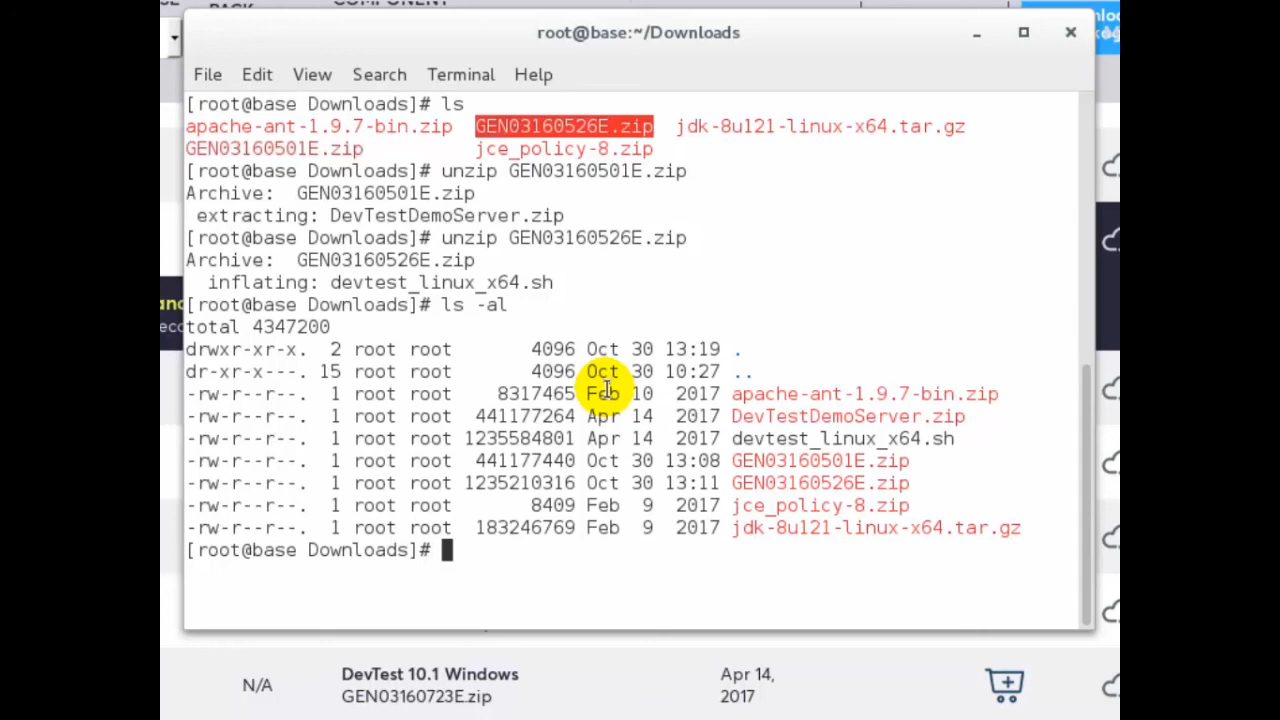 PACK
COMPONENT
root@base:~/Downloads
File Edit View Search Terminal Help
[root@base Downloads]# ls
apache-ant-1.9.7-bin.zip GEN03160526E.zip jdk-8u121-linux-x64.tar.gz
GEN03160501E.zip jce_policy-8.zip
[root@base Downloads]# unzip GEN03160501E.zip
Archive: GEN03160501E.zip
extracting: DevTestDemoServer.zip
[root@base Downloads]# unzip GEN03160526E.zip
Archive: GEN03160526E.zip
inflating: devtest_linux_x64.sh
[root@base Downloads]# ls -al
total 4347200
drwxr-xr-x. 2 root root 4096 Oct 30 13:19 .
dr-xr-x---. 15 root root 4096 Oct 30 10:27 ..
-rw-r--r--. 1 root root 8317465 Feb 10 2017 apache-ant-1.9.7-bin.zip
-rw-r--r--. 1 root root 441177264 Apr 14 2017 DevTestDemoServer.zip
-rw-r--r--. 1 root root 1235584801 Apr 14 2017 devtest_linux_x64.sh
-rw-r--r--. 1 root root 441177440 Oct 30 13:08 GEN03160501E.zip
-rw-r--r--. 1 root root 1235210316 Oct 30 13:11 GEN03160526E.zip
-rw-r--r--. 1 root root 8409 Feb 9 2017 jce_policy-8.zip
-rw-r--r--. 1 root root 183246769 Feb 9 2017 jdk-8u121-linux-x64.tar.gz
[root@base Downloads]#
N/A
DevTest 10.1 Windows
GEN03160723E.zip
Apr 14,
2017